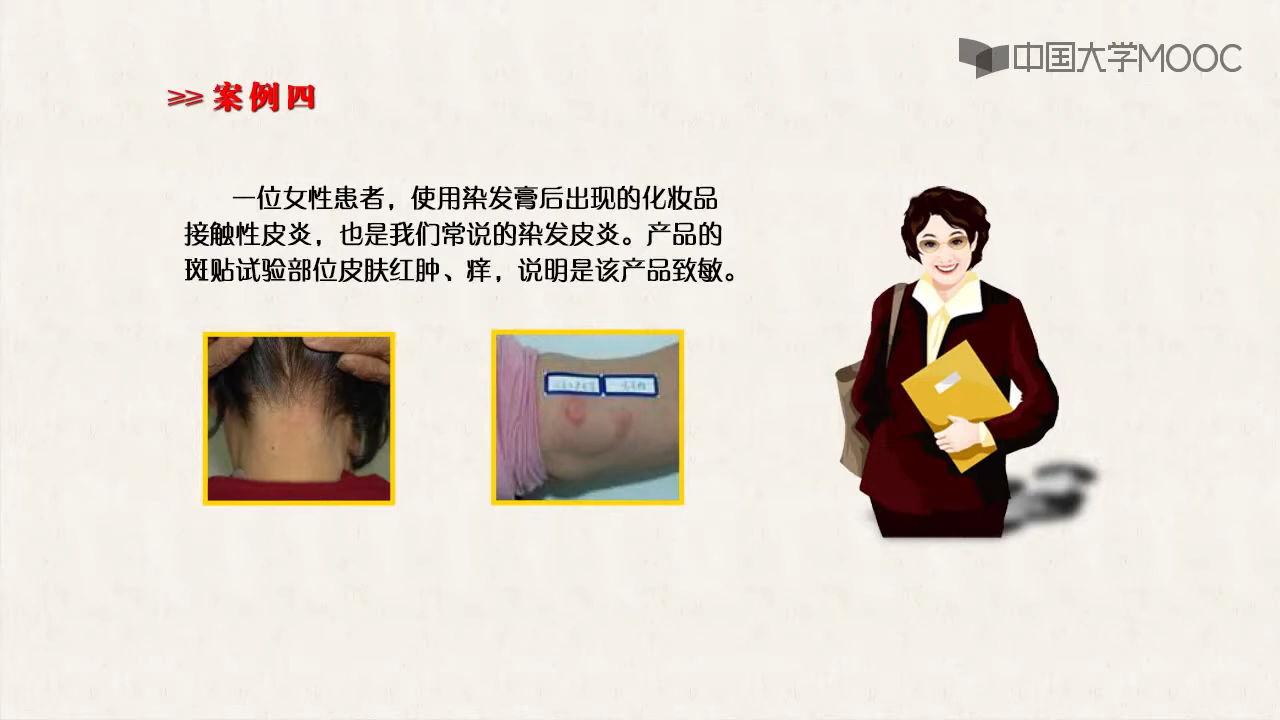 中国大学MOOC
>> 案例四
一位女性患者，使用染发膏后出现的化妆品
接触性皮炎，也是我们常说的染发皮炎。产品的
斑贴试验部位皮肤红肿、痒，说明是该产品致敏。